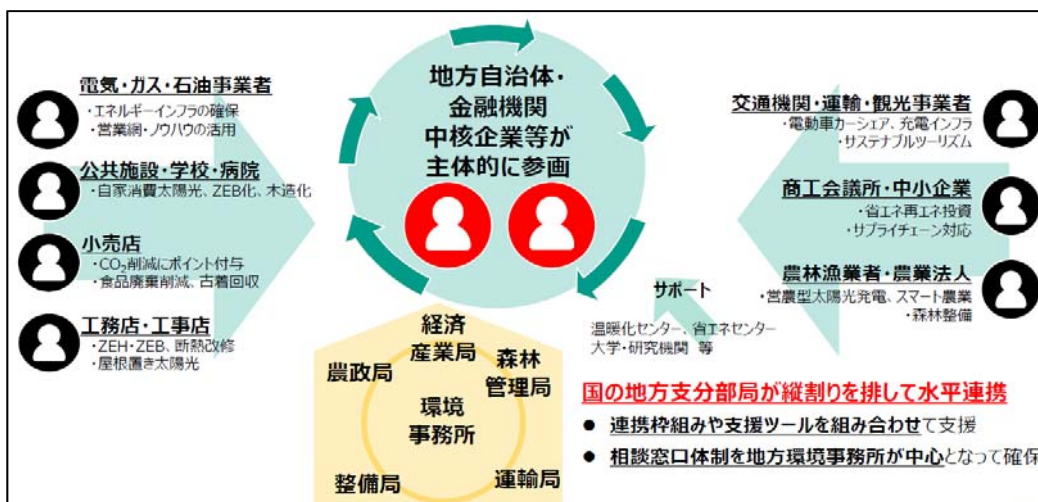 電気・ガス・石油事業者
・エネルギーインフラの確保
・営業網・ノウハウの活用
公共施設・学校・病院
・自家消費太陽光、ZEB化、木造化
小売店
・CO₂削減にポイント付与
・食品廃棄削減、古着回収
工務店・工事店
・ZEH・ZEB、断熱改修
・屋根置き太陽光
地方自治体・
金融機関
中核企業等が
主体的に参画
交通機関・運輸・観光事業者
・電動車カーシェア、充電インフラ
・サステナブルツーリズム
商工会議所・中小企業
・省エネ再エネ投資
・サプライチェーン対応
農林漁業者・農業法人
・営農型太陽光発電、スマート農業
・森林整備
サポート
温暖化センター、省エネセンター
大学・研究機関 等
経済
産業局
農政局
森林
管理局
環境
事務所
整備局
運輸局
国の地方支分部局が縦割りを排して水平連携
● 連携枠組みや支援ツールを組み合わせて支援
● 相談窓口体制を地方環境事務所が中心となって確保